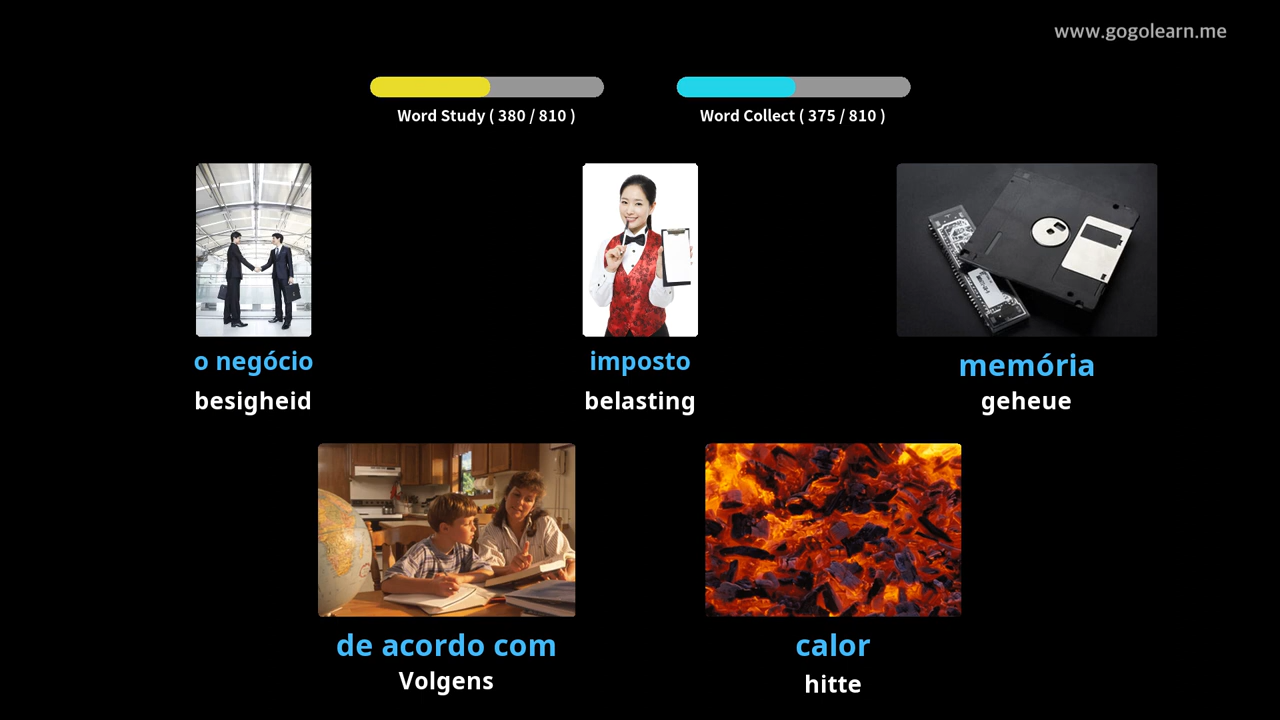 www.gogolearn.me
Word Study ( 380 / 810 )
Word Collect ( 375 / 810 )
o negócio
besigheid
imposto
belasting
memória
geheue
de acordo com
Volgens
calor
hitte